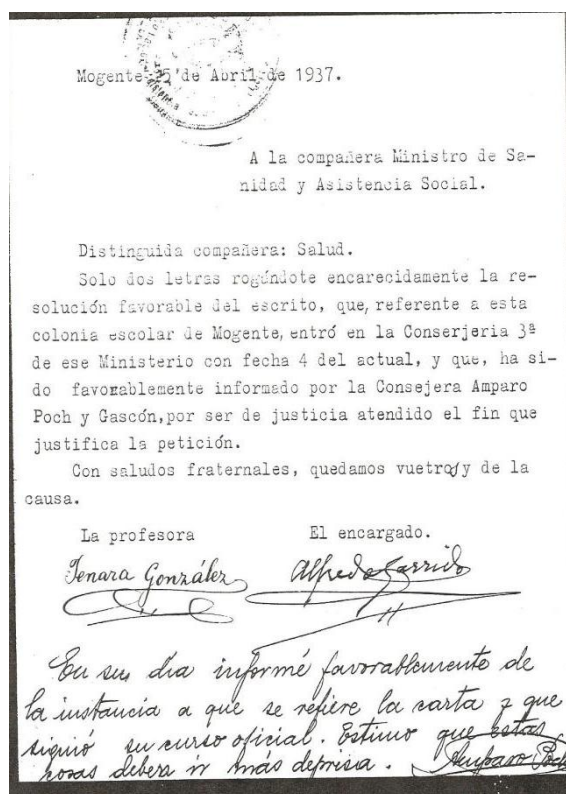 Mogente 15 de Abril de 1937.
A la compañera Ministro de Sa-
nidad y Asistencia Social.
Distinguida compañera: Salud.
Solo dos letras rogándote encarecidamente la re-
solución favorable del escrito, que, referente a esta
colonia escolar de Mogente, entró en la Conserjeria 3ª
de ese Ministerio con fecha 4 del actual, y que, ha si-
do favorablemente informado por la Consejera Amparo
Poch y Gascón, por ser de justicia atendido el fin que
justifica la petición.
Con saludos fraternales, quedamos vuetros y de la
causa.
La profesora El encargado.
Jenara González Alfredo Garrido
En su dia informé favorablemente de
la instancia a que se refiere la carta y que
siguió su curso oficial. Estimo que estas
cosas debera ir más deprisa. Amparo Poch